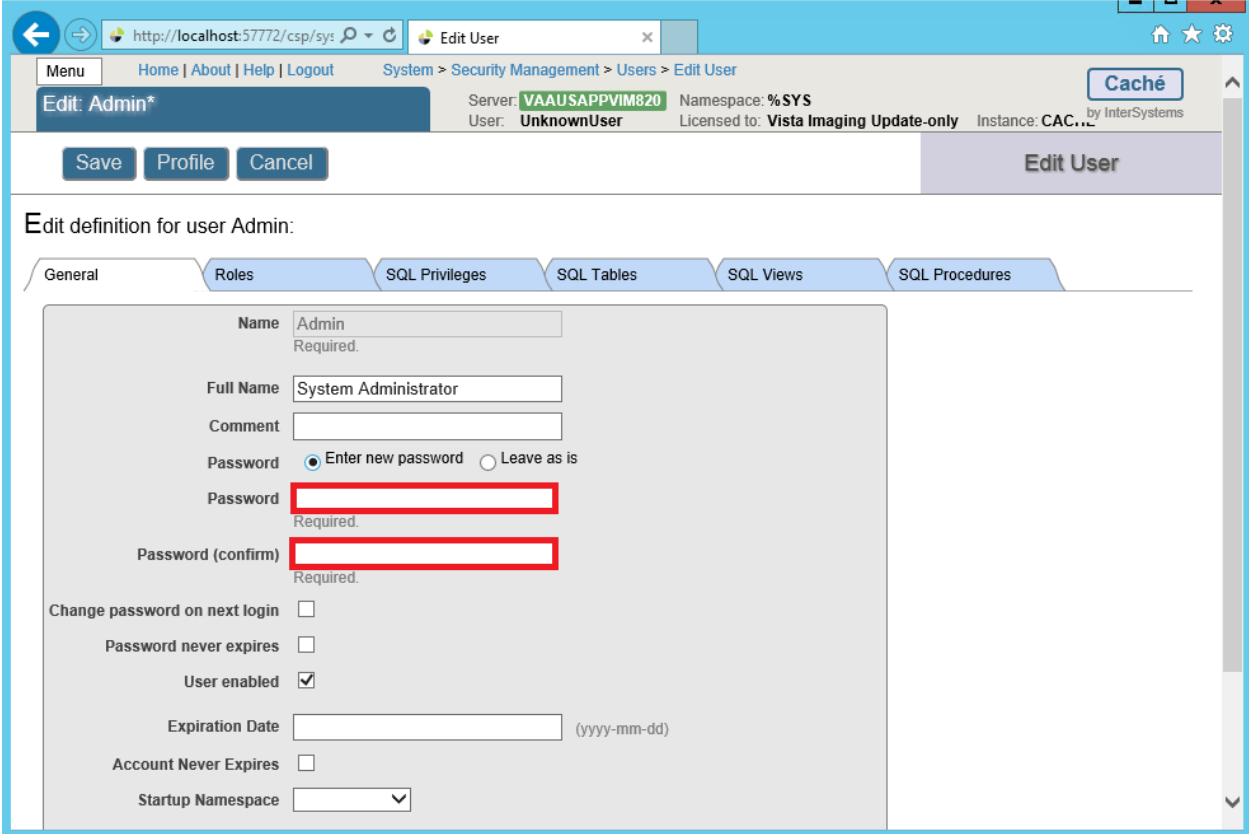 http://localhost:57772/csp/sys
Edit User
Menu
Home | About | Help | Logout
System > Security Management > Users > Edit User
Caché
by InterSystems
Edit: Admin*
Server: VAAUSAPPVIM820 Namespace: %SYS
User: UnknownUser Licensed to: Vista Imaging Update-only Instance:
Save Profile Cancel
Edit User
Edit definition for user Admin:
General Roles SQL Privileges SQL Tables SQL Views SQL Procedures
Name Admin
Required.
Full Name System Administrator
Comment
Password Enter new password Leave as is
Password
Required.
Password (confirm)
Required.
Change password on next login
Password never expires
User enabled
Expiration Date (yyyy-mm-dd)
Account Never Expires
Startup Namespace